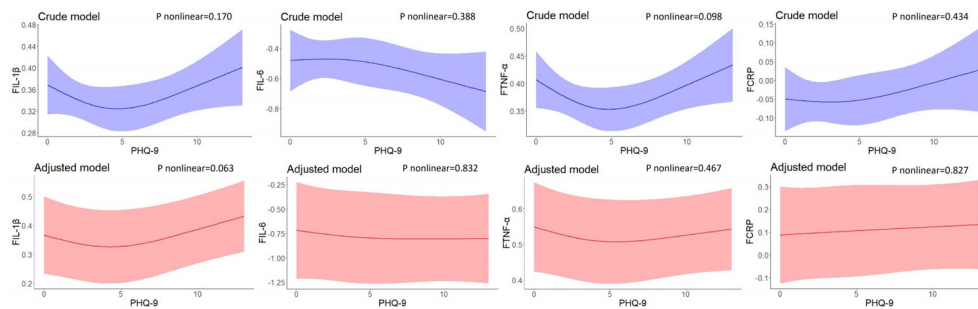 Crude model P nonlinear=0.170
0.48
0.44
0.40
0.36
0.32
0.28
FIL-1β
0 5 10
PHQ-9
Crude model P nonlinear=0.388
-0.4
-0.6
-0.8
FIL-6
0 5 10
PHQ-9
Crude model P nonlinear=0.098
0.50
0.45
0.40
0.35
FTNF-α
0 5 10
PHQ-9
Crude model P nonlinear=0.434
0.10
0.05
0.00
-0.05
-0.10
FCRP
0 5 10
PHQ-9
Adjusted model P nonlinear=0.063
0.5
0.4
0.3
0.2
FIL-1β
0 5 10
PHQ-9
Adjusted model P nonlinear=0.832
-0.25
-0.50
-0.75
-1.00
-1.25
FIL-6
0 5 10
PHQ-9
Adjusted model P nonlinear=0.467
0.6
0.5
0.4
FTNF-α
0 5 10
PHQ-9
Adjusted model P nonlinear=0.827
0.3
0.2
0.1
0.0
-0.1
FCRP
0 5 10
PHQ-9